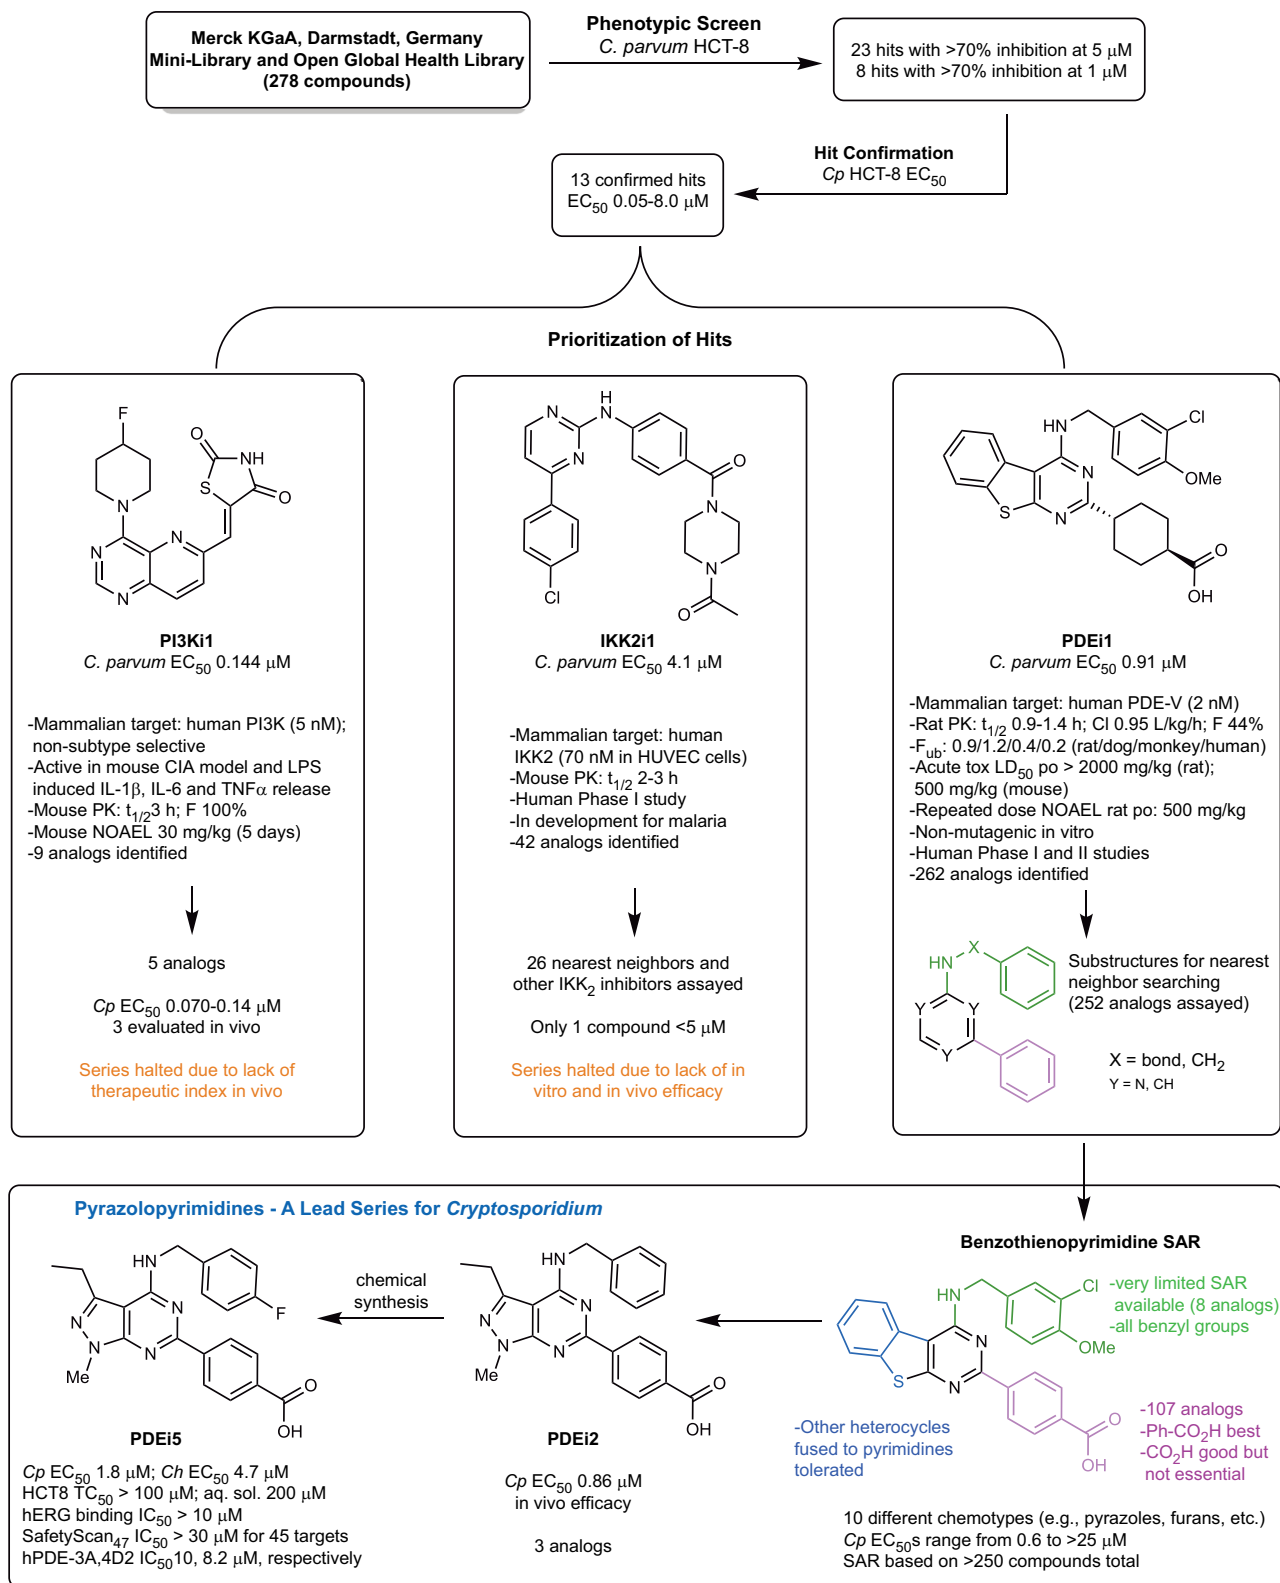 Merck KGaA, Darmstadt, Germany
Mini-Library and Open Global Health Library
(278 compounds)
Phenotypic Screen
C. parvum HCT-8
23 hits with >70% inhibition at 5 μM
8 hits with >70% inhibition at 1 μM
Hit Confirmation
Cp HCT-8 EC50
13 confirmed hits
EC50 0.05-8.0 μM
Prioritization of Hits
F
O
NH
S
O
N
N
N
N
PI3Ki1
C. parvum EC50 0.144 μM
-Mammalian target: human PI3K (5 nM);
non-subtype selective
-Active in mouse CIA model and LPS
induced IL-1β, IL-6 and TNFα release
-Mouse PK: t1/23 h; F 100%
-Mouse NOAEL 30 mg/kg (5 days)
-9 analogs identified
5 analogs
Cp EC50 0.070-0.14 μM
3 evaluated in vivo
Series halted due to lack of
therapeutic index in vivo
H
N
N
N
O
N
N
Cl
O
IKK2i1
C. parvum EC50 4.1 μM
-Mammalian target: human
IKK2 (70 nM in HUVEC cells)
-Mouse PK: t1/2 2-3 h
-Human Phase I study
-In development for malaria
-42 analogs identified
26 nearest neighbors and
other IKK2 inhibitors assayed
Only 1 compound <5 μM
Series halted due to lack of in
vitro and in vivo efficacy
HN
Cl
OMe
N
N
S
O
OH
PDEi1
C. parvum EC50 0.91 μM
-Mammalian target: human PDE-V (2 nM)
-Rat PK: t1/2 0.9-1.4 h; Cl 0.95 L/kg/h; F 44%
-Fub: 0.9/1.2/0.4/0.2 (rat/dog/monkey/human)
-Acute tox LD50 po > 2000 mg/kg (rat);
500 mg/kg (mouse)
-Repeated dose NOAEL rat po: 500 mg/kg
-Non-mutagenic in vitro
-Human Phase I and II studies
-262 analogs identified
HN
X
Y
Y
Y
Substructures for nearest
neighbor searching
(252 analogs assayed)
X = bond, CH2
Y = N, CH
Pyrazolopyrimidines - A Lead Series for Cryptosporidium
HN
F
N
N
N
N
Me
O
OH
PDEi5
Cp EC50 1.8 μM; Ch EC50 4.7 μM
HCT8 TC50 > 100 μM; aq. sol. 200 μM
hERG binding IC50 > 10 μM
SafetyScan47 IC50 > 30 μM for 45 targets
hPDE-3A,4D2 IC5010, 8.2 μM, respectively
chemical
synthesis
HN
N
N
N
N
Me
O
OH
PDEi2
Cp EC50 0.86 μM
in vivo efficacy
3 analogs
Benzothienopyrimidine SAR
HN
Cl
OMe
N
N
S
O
OH
-very limited SAR
available (8 analogs)
-all benzyl groups
-Other heterocycles
fused to pyrimidines
tolerated
-107 analogs
-Ph-CO2H best
-CO2H good but
not essential
10 different chemotypes (e.g., pyrazoles, furans, etc.)
Cp EC50s range from 0.6 to >25 μM
SAR based on >250 compounds total